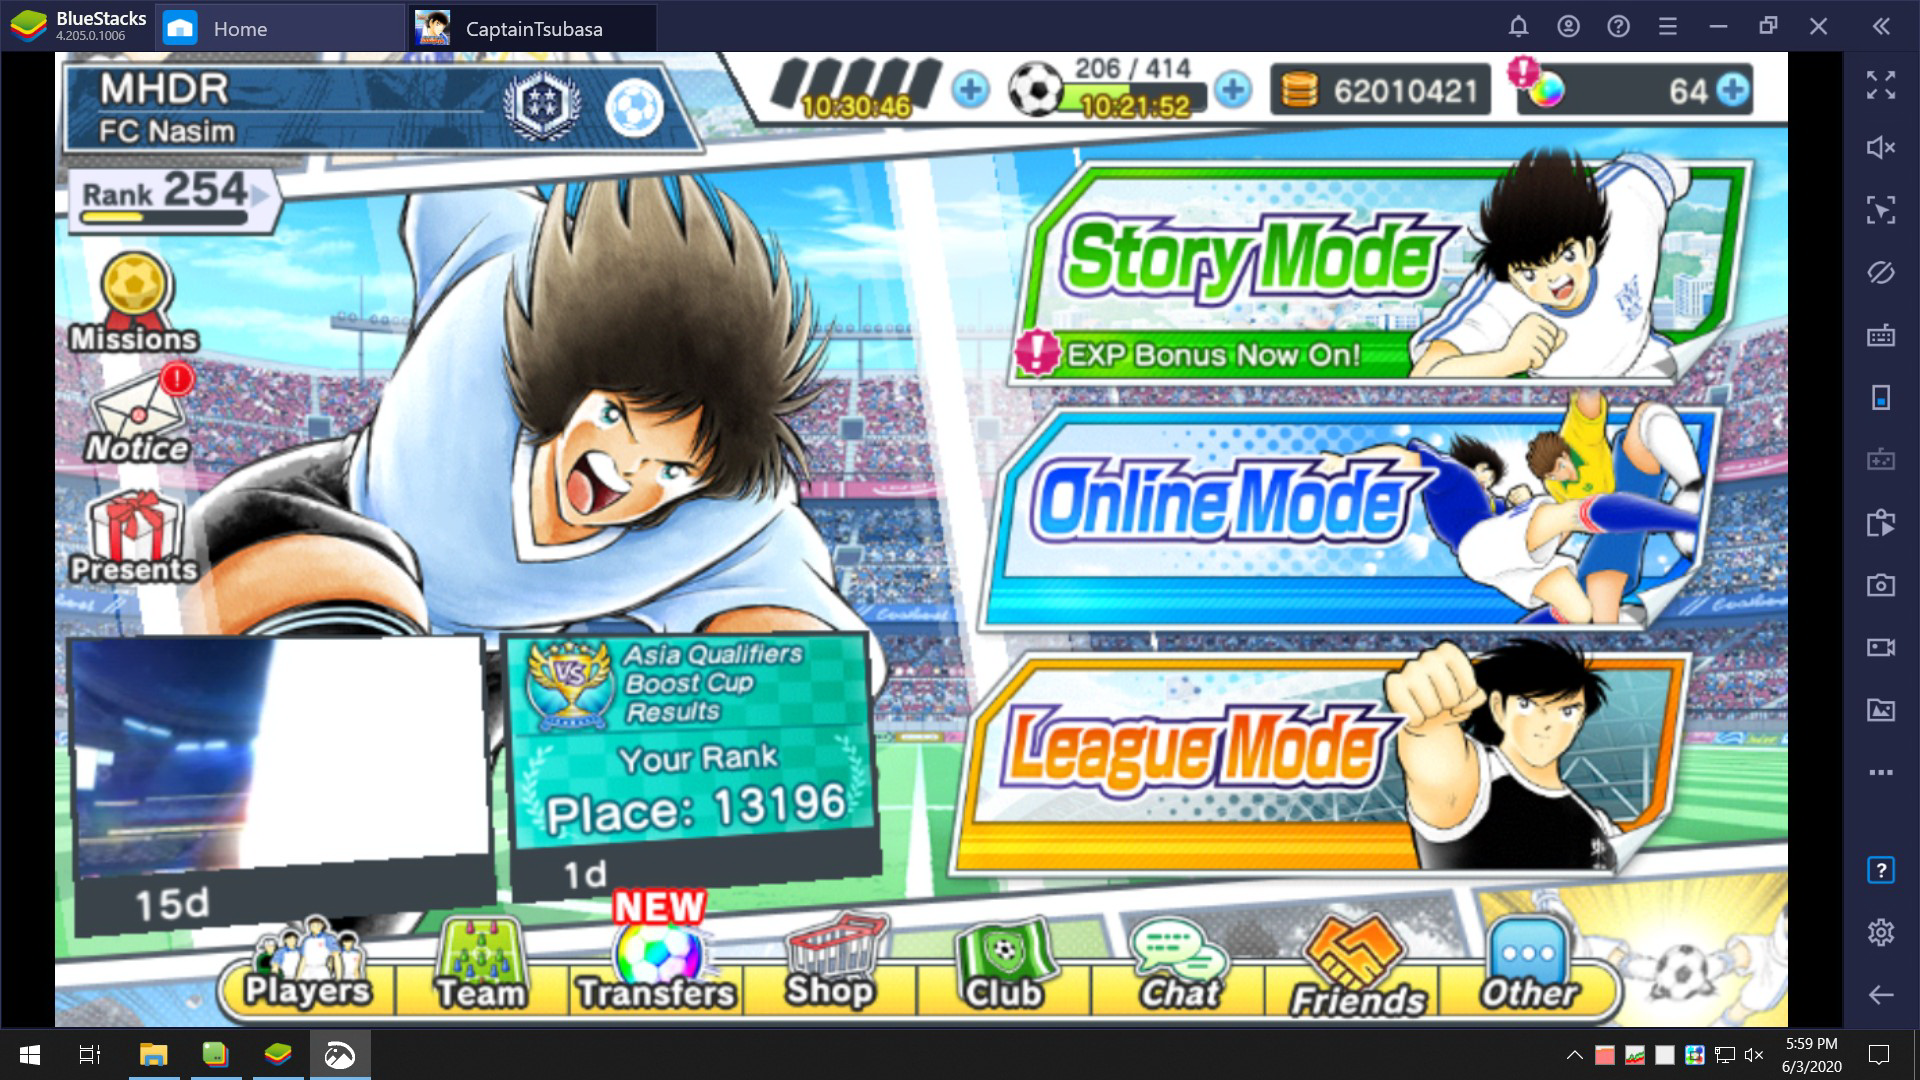 BlueStacks
4.205.0.1006
Home
CaptainTsubasa
MHDR
FC Nasim
10:30:46
206 / 414
10:21:52
62010421
64
Rank 254
Missions
Notice
Presents
Story Mode
EXP Bonus Now On!
Online Mode
League Mode
VS
Asia Qualifiers
Boost Cup
Results
Your Rank
Place: 13196
15d
1d
NEW
Players
Team
Transfers
Shop
Club
Chat
Friends
Other
5:59 PM
6/3/2020